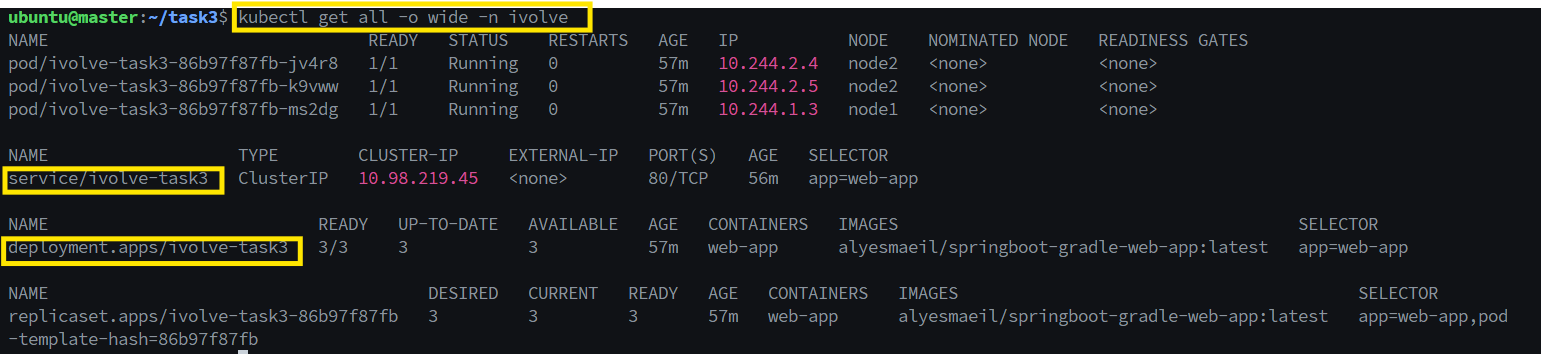 ubuntu@master:~/task3$ kubectl get all -o wide -n ivolve
NAME READY STATUS RESTARTS AGE IP NODE NOMINATED NODE READINESS GATES
pod/ivolve-task3-86b97f87fb-jv4r8 1/1 Running 0 57m 10.244.2.4 node2 <none> <none>
pod/ivolve-task3-86b97f87fb-k9vww 1/1 Running 0 57m 10.244.2.5 node2 <none> <none>
pod/ivolve-task3-86b97f87fb-ms2dg 1/1 Running 0 57m 10.244.1.3 node1 <none> <none>
NAME TYPE CLUSTER-IP EXTERNAL-IP PORT(S) AGE SELECTOR
service/ivolve-task3 ClusterIP 10.98.219.45 <none> 80/TCP 56m app=web-app
NAME READY UP-TO-DATE AVAILABLE AGE CONTAINERS IMAGES SELECTOR
deployment.apps/ivolve-task3 3/3 3 3 57m web-app alyesmaeil/springboot-gradle-web-app:latest app=web-app
NAME DESIRED CURRENT READY AGE CONTAINERS IMAGES SELECTOR
replicaset.apps/ivolve-task3-86b97f87fb 3 3 3 57m web-app alyesmaeil/springboot-gradle-web-app:latest app=web-app,pod
-template-hash=86b97f87fb